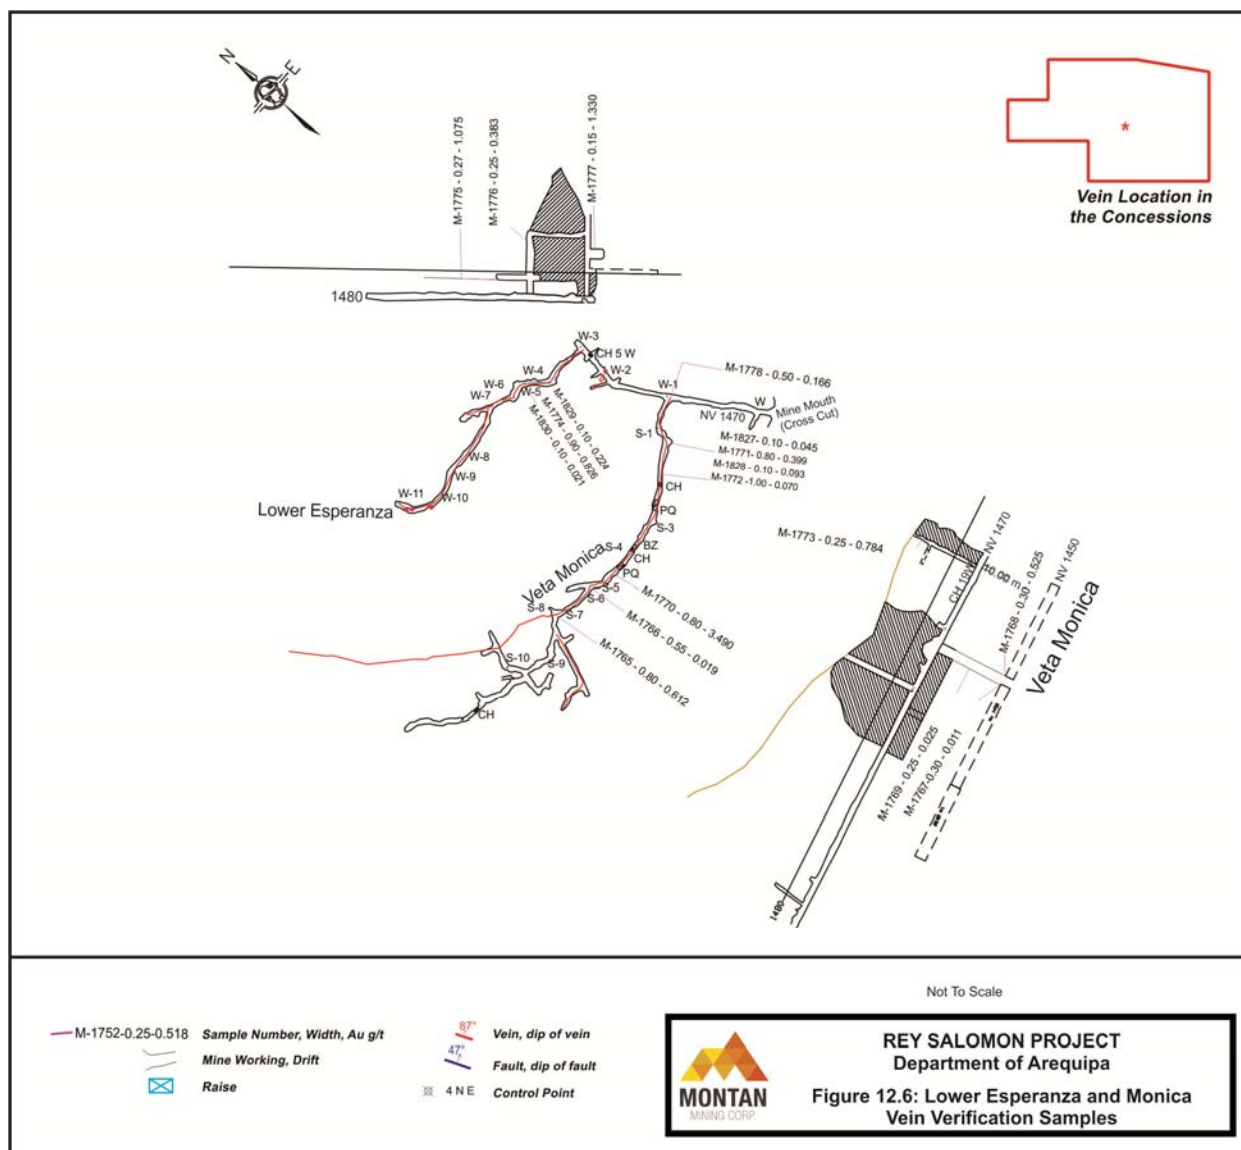 N
E
M-1775 - 0.27 - 1.075
M-1776 - 0.25 - 0.383
M-1777 - 0.15 - 1.330
*
Vein Location in
the Concessions
1480
W-3
CH 5 W
W-2
W-4
W-5
W-6
W-7
W-8
W-9
W-10
W-11
Lower Esperanza
M-1829 - 0.10 - 0.224
M-1774 - 0.90 - 0.826
M-1830 - 0.10 - 0.021
W-1
M-1778 - 0.50 - 0.166
NV 1470
W
Mine Mouth
(Cross Cut)
S-1
M-1827- 0.10 - 0.045
M-1771- 0.80 - 0.399
M-1828 - 0.10 - 0.093
M-1772 -1.00 - 0.070
CH
PQ
S-3
S-4
BZ
CH
PQ
S-5
S-6
S-7
S-8
S-9
S-10
CH
Veta Monica
M-1770 - 0.80 - 3.490
M-1766 - 0.55 - 0.019
M-1765 - 0.80 - 0.612
M-1773 - 0.25 - 0.784
CH 19W
NV 1470
10.00 m
M-1768 - 0.30 - 0.525
NV 1450
Veta Monica
M-1769 - 0.25 - 0.025
M-1767-0.30 - 0.011
1480
Not To Scale
M-1752-0.25-0.518 Sample Number, Width, Au g/t
Mine Working, Drift
Raise
87° Vein, dip of vein
47° Fault, dip of fault
4 N E Control Point
MONTAN
MINING CORP.
REY SALOMON PROJECT
Department of Arequipa
Figure 12.6: Lower Esperanza and Monica
Vein Verification Samples